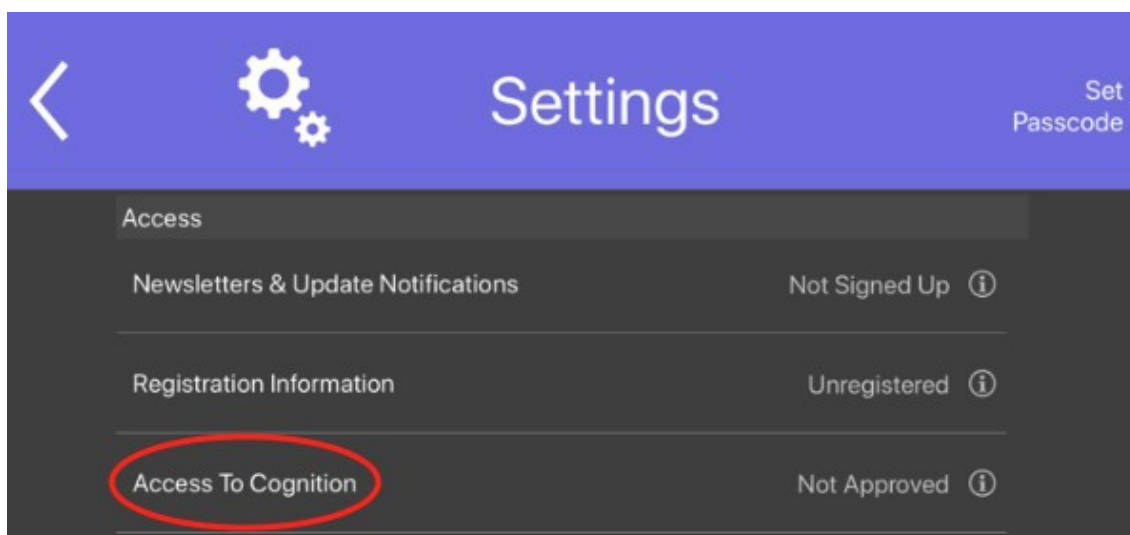 Settings
Set
Passcode
Access
Newsletters & Update Notifications Not Signed Up
Registration Information Unregistered
Access To Cognition Not Approved